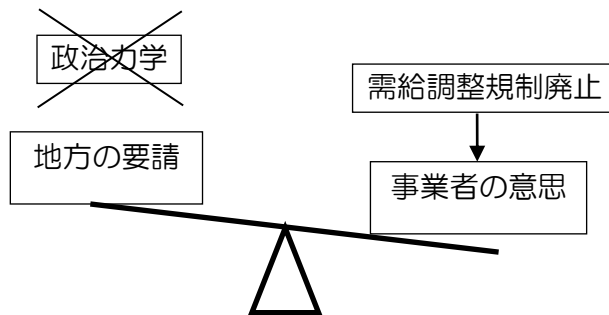 政治力学
需給調整規制廃止
地方の要請
事業者の意思